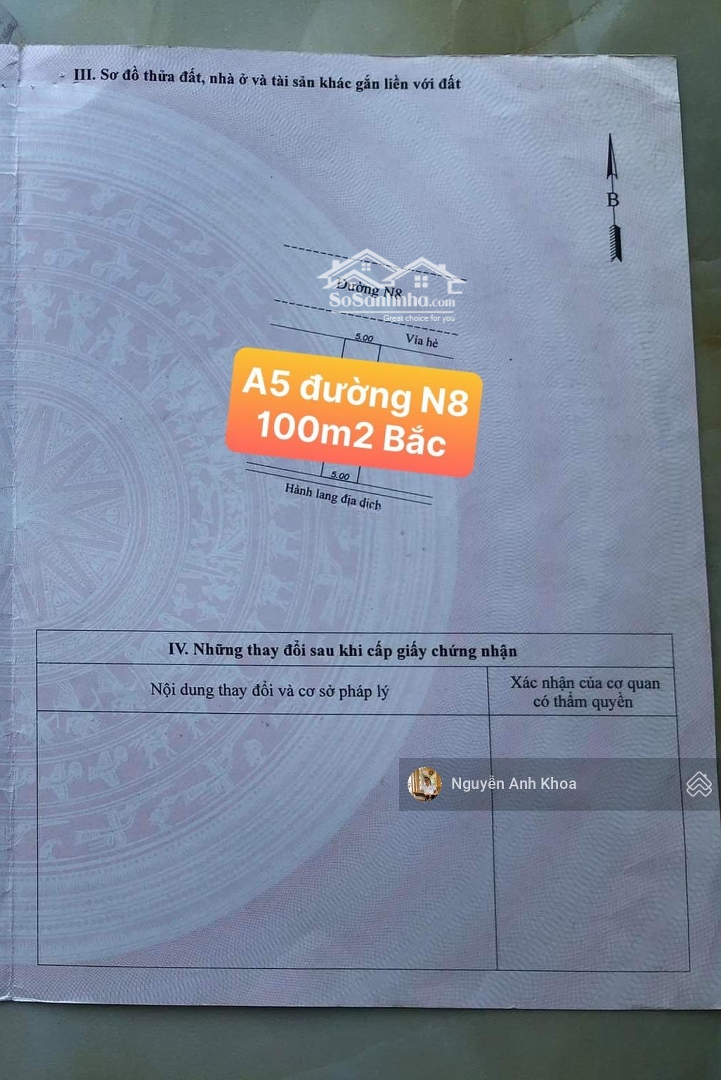 III. Sơ đồ thửa đất, nhà ở và tài sản khác gắn liền với đất
B
Đường N8
SoSanhnha.com
Great choice for you
5.00
Vỉa hè
A5 đường N8
100m2 Bắc
5.00
Hành lang địa dịch
IV. Những thay đổi sau khi cấp giấy chứng nhận
Nội dung thay đổi và cơ sở pháp lý
Xác nhận của cơ quan
có thẩm quyền
Nguyễn Anh Khoa